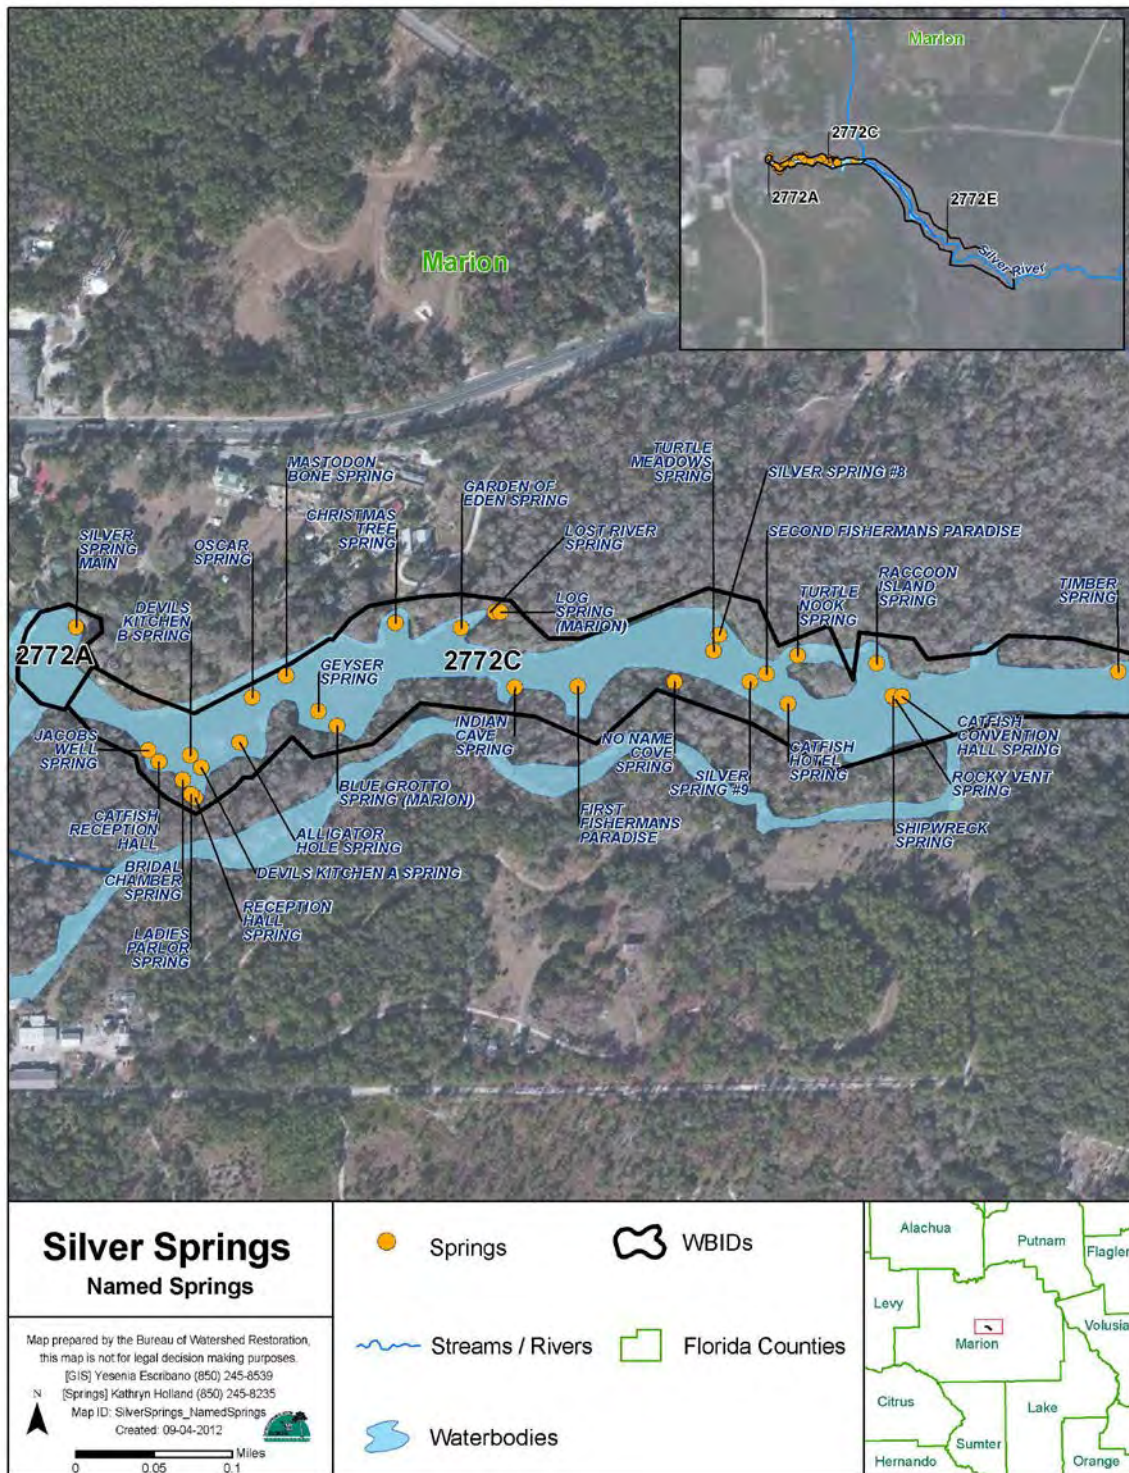 Marion
2772C
2772A
2772E
Silver River
Marion
TURTLE
MEADOWS
SPRING
SILVER SPRING #8
MASTODON
BONE SPRING
GARDEN OF
EDEN SPRING
CHRISTMAS
TREE
SPRING
LOST RIVER
SPRING
SECOND FISHERMANS PARADISE
SILVER
SPRING
MAIN
OSCAR
SPRING
RACCOON
ISLAND
SPRING
TIMBER
SPRING
TURTLE
NOOK
SPRING
DEVILS
KITCHEN
B SPRING
LOG
SPRING
(MARION)
2772A
2772C
GEYSER
SPRING
JACOBS
WELL
SPRING
INDIAN
CAVE
SPRING
NO NAME
COVE
SPRING
CATFISH
CONVENTION
HALL SPRING
CATFISH
HOTEL
SPRING
SILVER
SPRING #9
ROCKY VENT
SPRING
BLUE GROTTO
SPRING (MARION)
CATFISH
RECEPTION
HALL
FIRST
FISHERMANS
PARADISE
SHIPWRECK
SPRING
ALLIGATOR
HOLE SPRING
BRIDAL
CHAMBER
SPRING
DEVILS KITCHEN A SPRING
RECEPTION
HALL
SPRING
LADIES
PARLOR
SPRING
Silver Springs
Named Springs
Map prepared by the Bureau of Watershed Restoration,
this map is not for legal decision making purposes.
[GIS] Yesenia Escribano (850) 245-8539
[Springs] Kathryn Holland (850) 245-8235
Map ID: SilverSprings_NamedSprings
Created: 09-04-2012
N
Miles
0 0.05 0.1
Springs
WBIDs
Streams / Rivers
Florida Counties
Waterbodies
Alachua
Putnam
Flagler
Levy
Volusia
Marion
Citrus
Lake
Sumter
Hernando
Orange